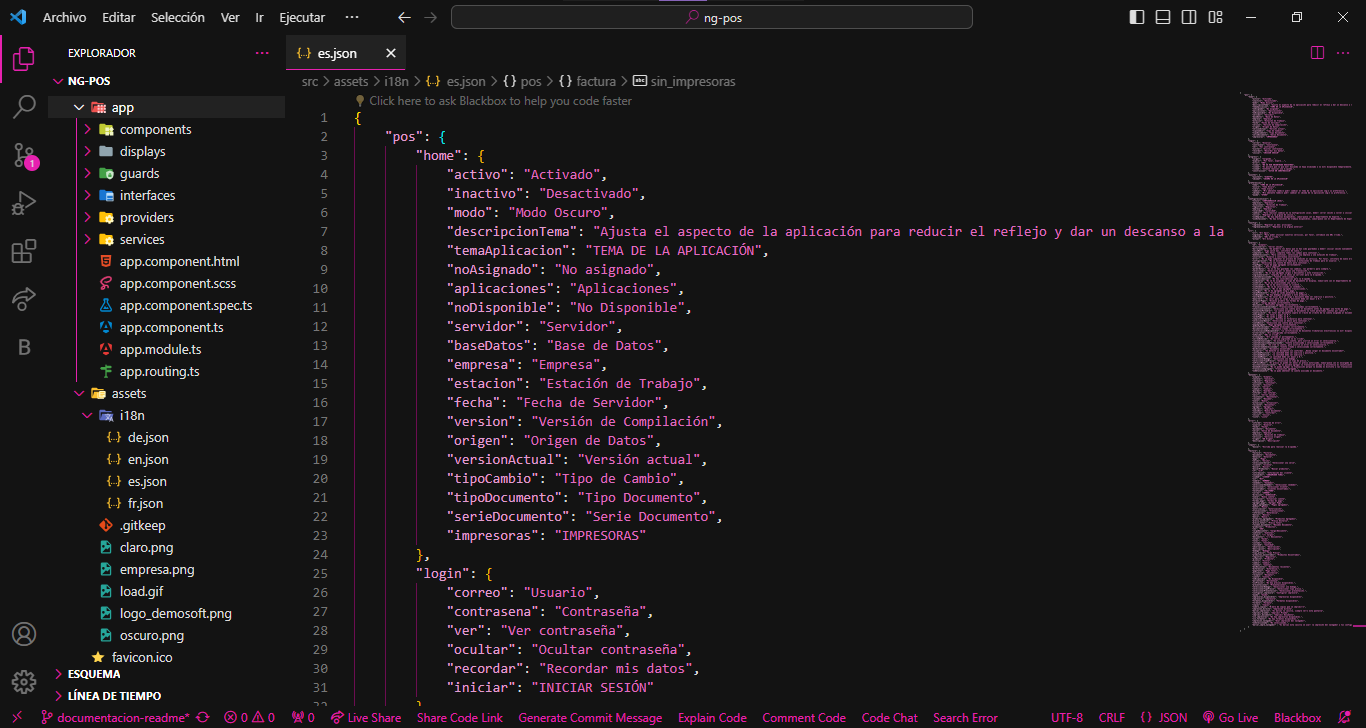 Archivo Editar Selección Ver Ir Ejecutar ···
ng-pos
EXPLORADOR ···
NG-POS
app
components
displays
guards
interfaces
providers
services
app.component.html
app.component.scss
app.component.spec.ts
app.component.ts
app.module.ts
app.routing.ts
assets
i18n
{..} de.json
{..} en.json
{..} es.json
{..} fr.json
.gitkeep
claro.png
empresa.png
load.gif
logo_demosoft.png
oscuro.png
favicon.ico
ESQUEMA
LÍNEA DE TIEMPO
1
B
{..} es.json ×
src > assets > i18n > {..} es.json > {} pos > {} factura > abc sin_impresoras
Click here to ask Blackbox to help you code faster
1 {
2 "pos": {
3 "home": {
4 "activo": "Activado",
5 "inactivo": "Desactivado",
6 "modo": "Modo Oscuro",
7 "descripcionTema": "Ajusta el aspecto de la aplicación para reducir el reflejo y dar un descanso a la
8 "temaAplicacion": "TEMA DE LA APLICACIÓN",
9 "noAsignado": "No asignado",
10 "aplicaciones": "Aplicaciones",
11 "noDisponible": "No Disponible",
12 "servidor": "Servidor",
13 "baseDatos": "Base de Datos",
14 "empresa": "Empresa",
15 "estacion": "Estación de Trabajo",
16 "fecha": "Fecha de Servidor",
17 "version": "Versión de Compilación",
18 "origen": "Origen de Datos",
19 "versionActual": "Versión actual",
20 "tipoCambio": "Tipo de Cambio",
21 "tipoDocumento": "Tipo Documento",
22 "serieDocumento": "Serie Documento",
23 "impresoras": "IMPRESORAS"
24 },
25 "login": {
26 "correo": "Usuario",
27 "contrasena": "Contraseña",
28 "ver": "Ver contraseña",
29 "ocultar": "Ocultar contraseña",
30 "recordar": "Recordar mis datos",
31 "iniciar": "INICIAR SESIÓN"
documentacion-readme* 0 0 0 Live Share Share Code Link Generate Commit Message Explain Code Comment Code Code Chat Search Error UTF-8 CRLF {} JSON Go Live Blackbox